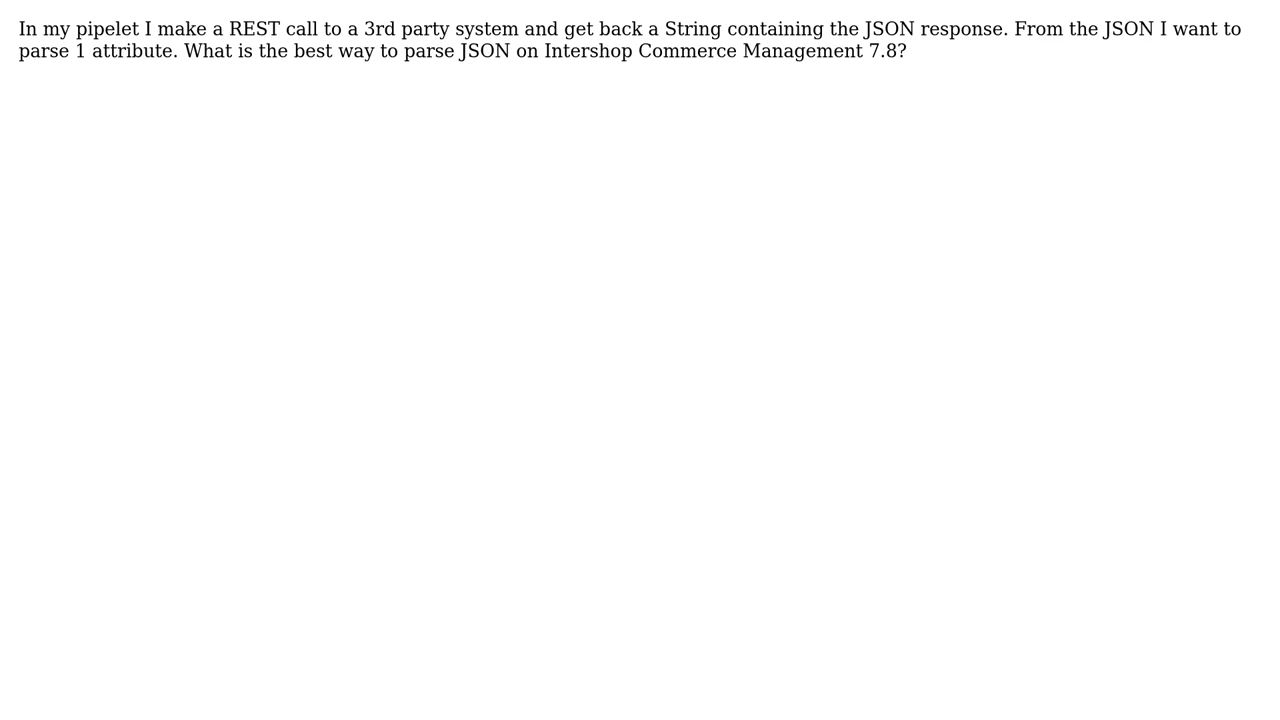 In my pipelet I make a REST call to a 3rd party system and get back a String containing the JSON response. From the JSON I want to
parse 1 attribute. What is the best way to parse JSON on Intershop Commerce Management 7.8?